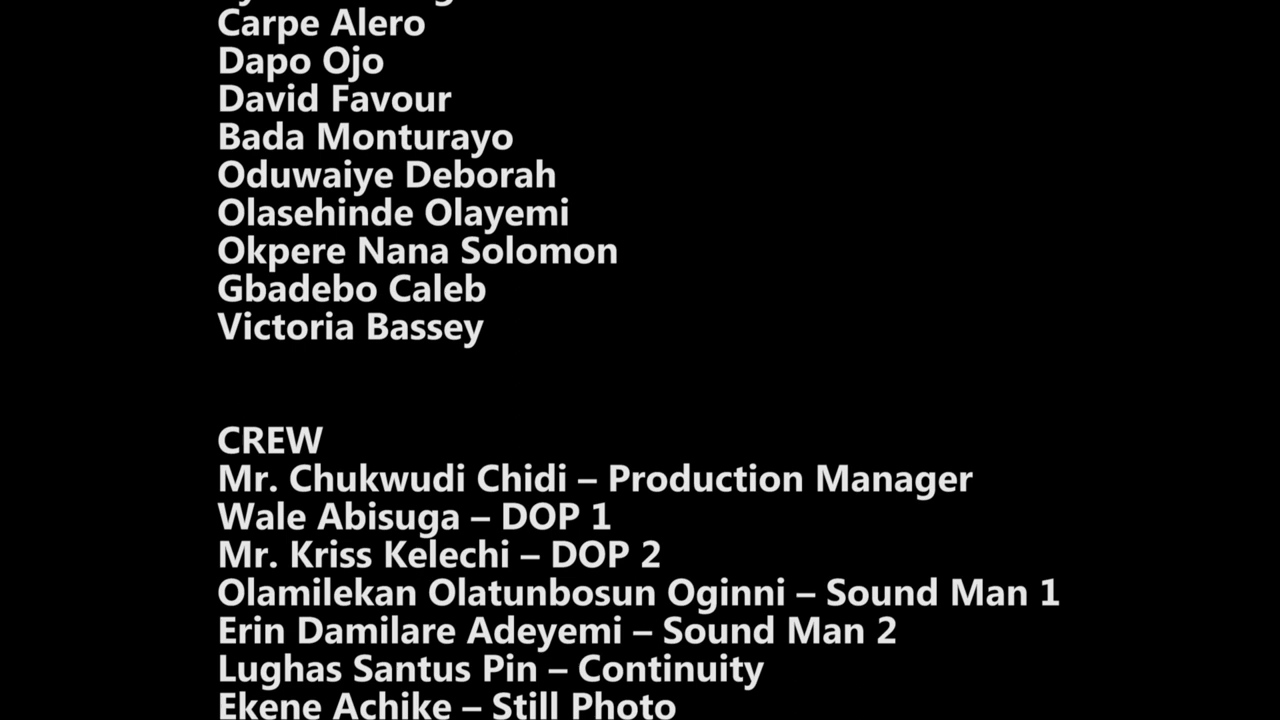 Carpe Alero
Dapo Ojo
David Favour
Bada Monturayo
Oduwaiye Deborah
Olasehinde Olayemi
Okpere Nana Solomon
Gbadebo Caleb
Victoria Bassey
CREW
Mr. Chukwudi Chidi – Production Manager
Wale Abisuga – DOP 1
Mr. Kriss Kelechi – DOP 2
Olamilekan Olatunbosun Oginni – Sound Man 1
Erin Damilare Adeyemi – Sound Man 2
Lughas Santus Pin – Continuity
Ekene Achike – Still Photo